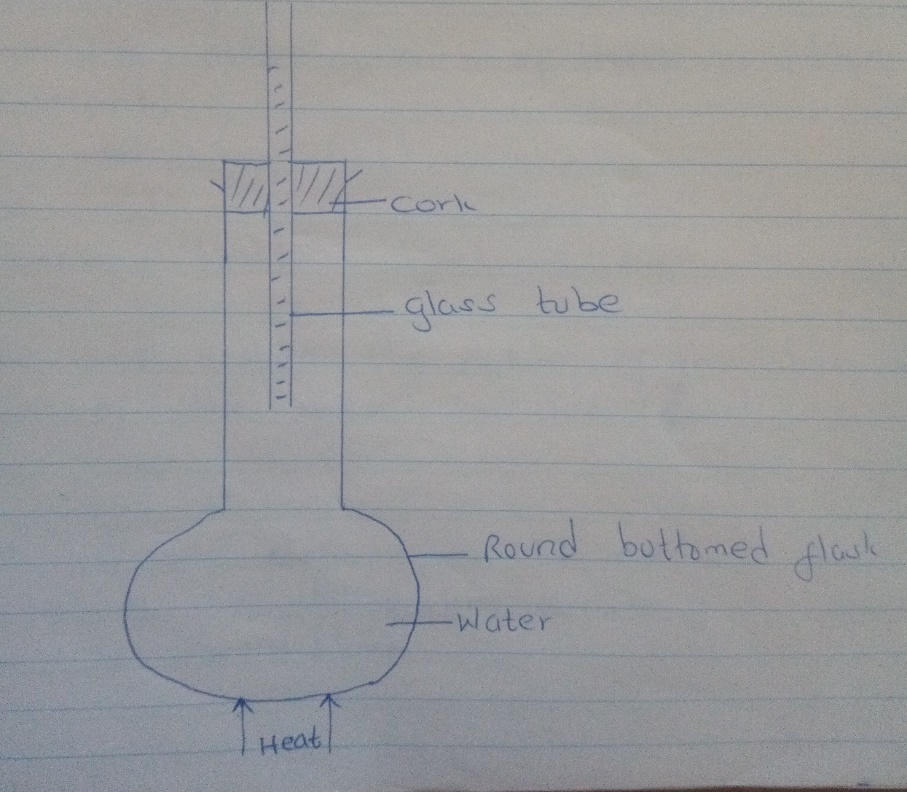 cork
glass tube
Round bottomed flask
Water
Heat